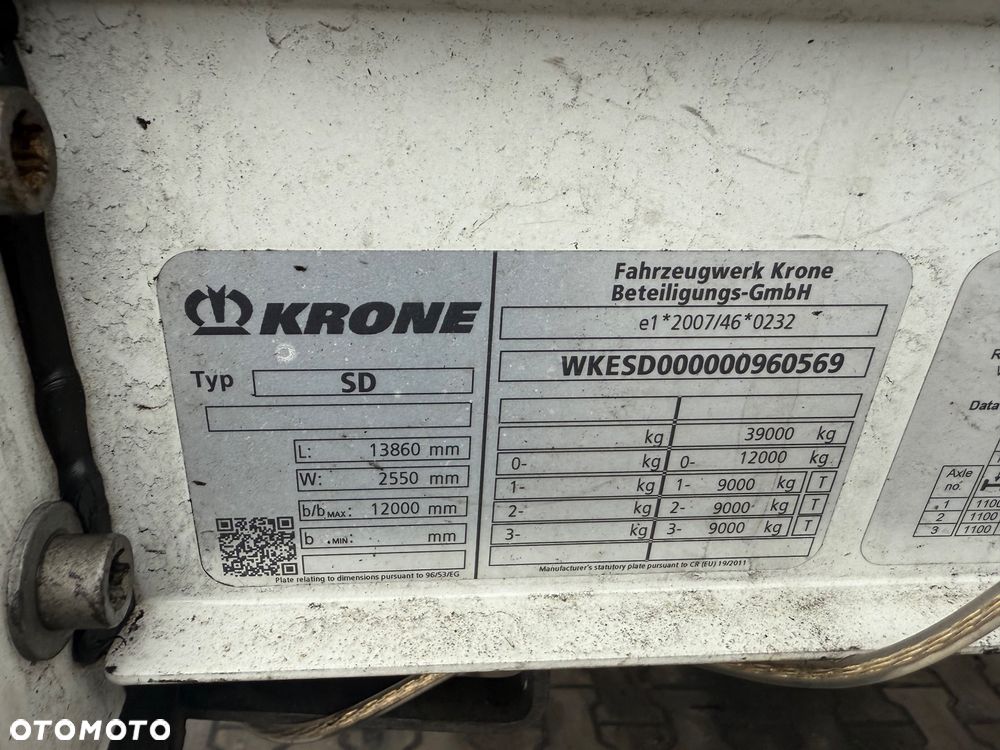 KRONE
Typ SD
L: 13860 mm
W: 2550 mm
b/b MAX: 12000 mm
b .MIN: mm
Plate relating to dimensions pursuant to 96/53/EG
Fahrzeugwerk Krone
Beteiligungs-GmbH
e1*2007/46*0232
WKESD000000960569
kg 39000 kg
0- kg 0- 12000 kg
1- kg 1- 9000 kg T
2- kg 2- 9000 kg T
3- kg 3- 9000 kg T
Manufacturer's statutory plate pursuant to CR (EU) 19/2011
Data
Axle
no.
1 1100
2 1100
3 1100
OTOMOTO